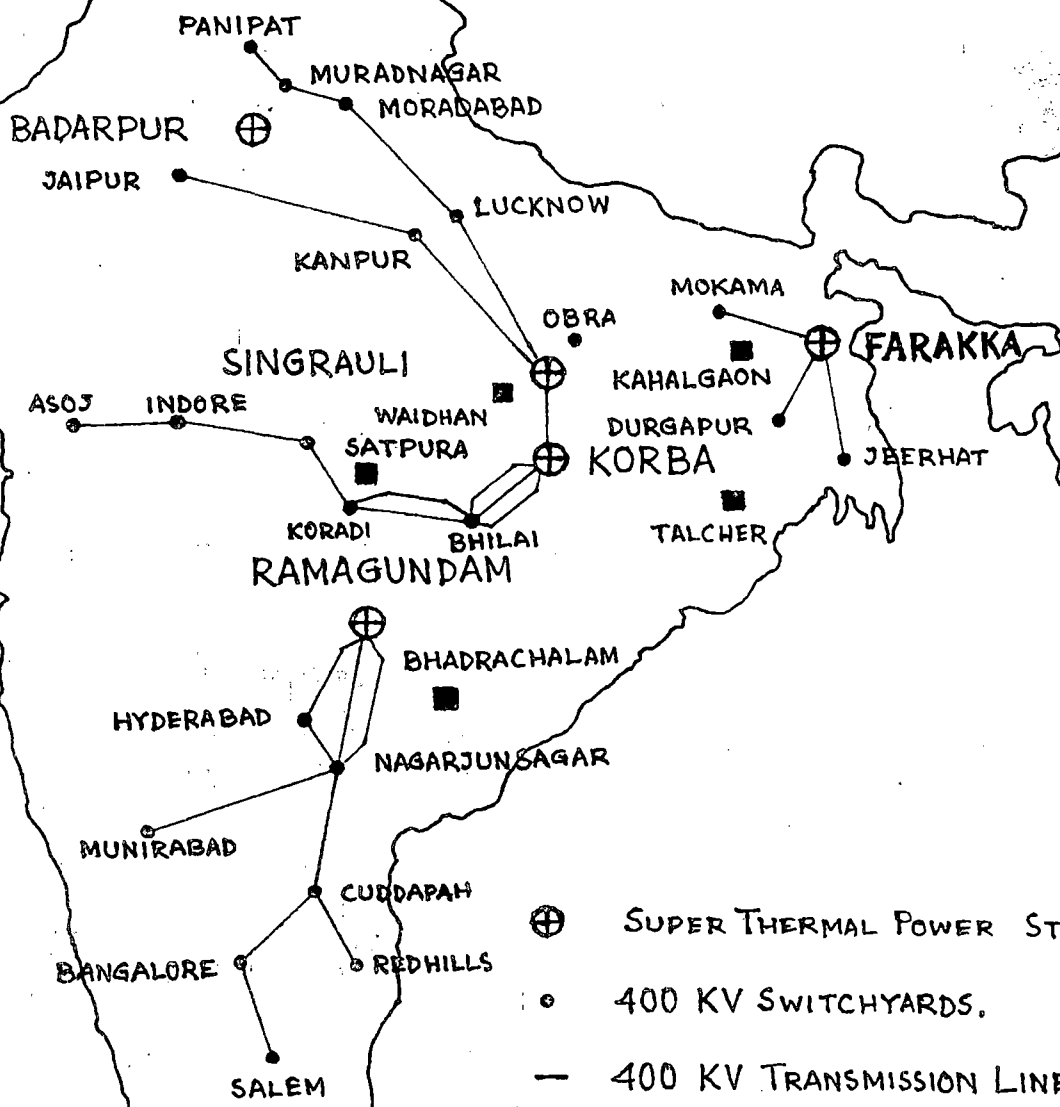 PANIPAT
MURADNAGAR
MORADABAD
BADARPUR
JAIPUR
LUCKNOW
KANPUR
MOKAMA
OBRA
FARAKKA
SINGRAULI
KAHALGAON
ASOJ
INDORE
WAIDHAN
DURGAPUR
SATPURA
KORBA
JEERHAT
KORADI
BHILAI
TALCHER
RAMAGUNDAM
BHADRACHALAM
HYDERABAD
NAGARJUNSAGAR
MUNIRABAD
CUDDAPAH
SUPER THERMAL POWER ST
BANGALORE
REDHILLS
400 KV SWITCHYARDS.
SALEM
400 KV TRANSMISSION LINE